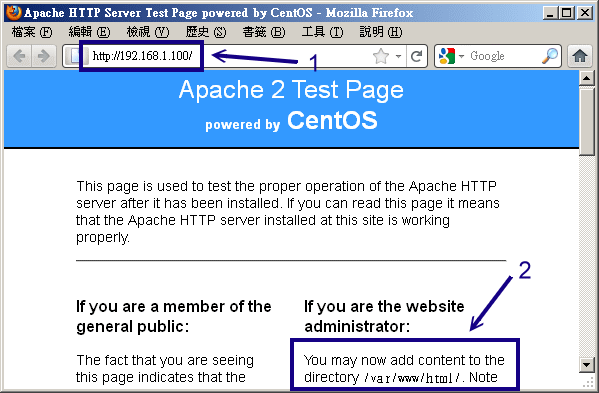 Apache HTTP Server Test Page powered by CentOS - Mozilla Firefox
檔案 (F) 編輯 (E) 檢視 (V) 歷史 (S) 書籤 (B) 工具 (T) 說明 (H)
http://192.168.1.100/
Google
1
Apache 2 Test Page
powered by CentOS
This page is used to test the proper operation of the Apache HTTP
server after it has been installed. If you can read this page it means
that the Apache HTTP server installed at this site is working
properly.
2
If you are a member of the
general public:
The fact that you are seeing
this page indicates that the
If you are the website
administrator:
You may now add content to the
directory /var/www/html/. Note